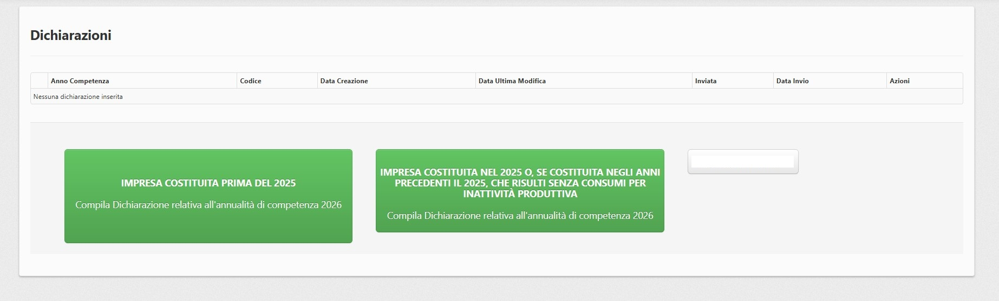 Dichiarazioni
Anno Competenza Codice Data Creazione Data Ultima Modifica Inviata Data Invio Azioni
Nessuna dichiarazione inserita
IMPRESA COSTITUITA PRIMA DEL 2025
Compila Dichiarazione relativa all'annualità di competenza 2026
IMPRESA COSTITUITA NEL 2025 O, SE COSTITUITA NEGLI ANNI
PRECEDENTI IL 2025, CHE RISULTI SENZA CONSUMI PER
INATTIVITÀ PRODUTTIVA
Compila Dichiarazione relativa all'annualità di competenza 2026